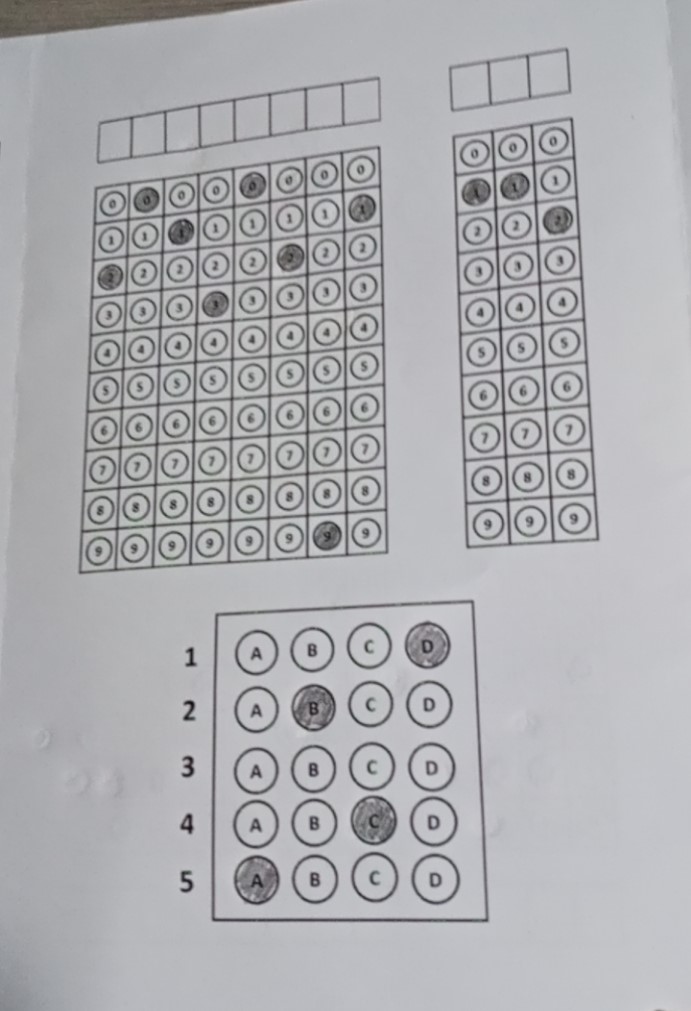 0 0 0 0 0 0 0 0
1 1 1 1 1 1 1 1
2 2 2 2 2 2 2 2
3 3 3 3 3 3 3 3
4 4 4 4 4 4 4 4
5 5 5 5 5 5 5 5
6 6 6 6 6 6 6 6
7 7 7 7 7 7 7 7
8 8 8 8 8 8 8 8
9 9 9 9 9 9 9 9
0 0 0
1 1 1
2 2 2
3 3 3
4 4 4
5 5 5
6 6 6
7 7 7
8 8 8
9 9 9
1 A B C D
2 A B C D
3 A B C D
4 A B C D
5 A B C D